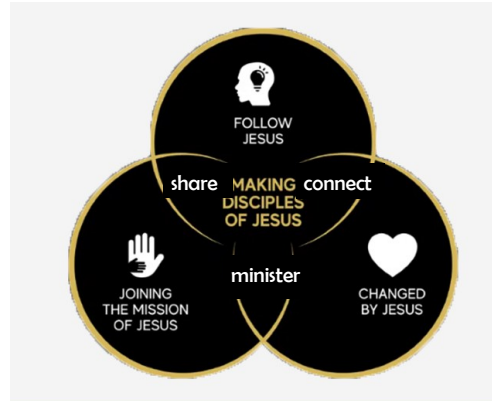 FOLLOW
JESUS
share MAKING connect
DISCIPLES
OF JESUS
minister
JOINING
THE MISSION
OF JESUS
CHANGED
BY JESUS